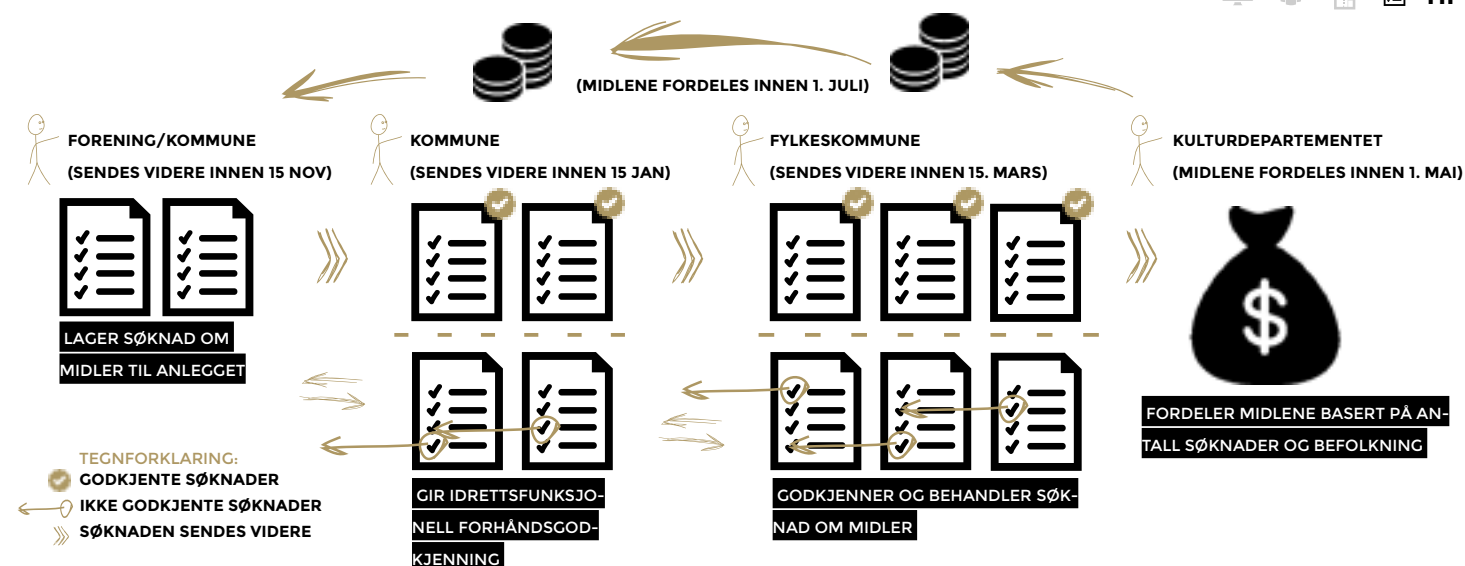 (MIDLENE FORDELES INNEN 1. JULI)
FORENING/KOMMUNE
(SENDES VIDERE INNEN 15 NOV)
KOMMUNE
(SENDES VIDERE INNEN 15 JAN)
FYLKESKOMMUNE
(SENDES VIDERE INNEN 15. MARS)
KULTURDEPARTEMENTET
(MIDLENE FORDELES INNEN 1. MAI)
$
LAGER SØKNAD OM
MIDLER TIL ANLEGGET
GIR IDRETTSFUNKSJO-
NELL FORHÅNDSGOD-
KJENNING
GODKJENNER OG BEHANDLER SØK-
NAD OM MIDLER
FORDELER MIDLENE BASERT PÅ AN-
TALL SØKNADER OG BEFOLKNING
TEGNFORKLARING:
GODKJENTE SØKNADER
IKKE GODKJENTE SØKNADER
SØKNADEN SENDES VIDERE